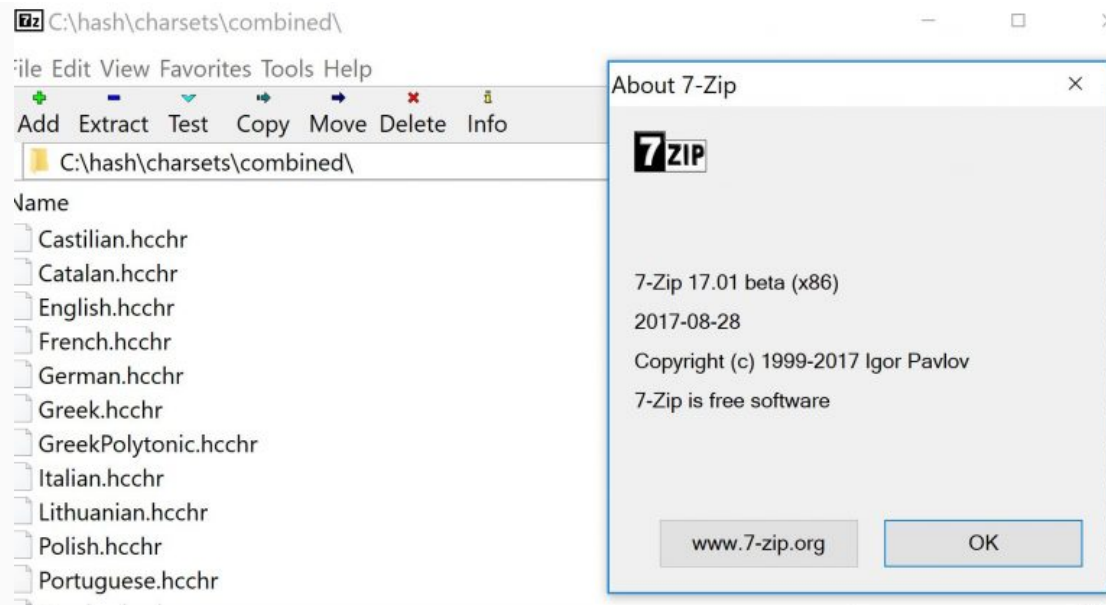 7z C:\hash\charsets\combined\
File Edit View Favorites Tools Help
Add Extract Test Copy Move Delete Info
C:\hash\charsets\combined\
Name
Castilian.hcchr
Catalan.hcchr
English.hcchr
French.hcchr
German.hcchr
Greek.hcchr
GreekPolytonic.hcchr
Italian.hcchr
Lithuanian.hcchr
Polish.hcchr
Portuguese.hcchr
About 7-Zip
7 ZIP
7-Zip 17.01 beta (x86)
2017-08-28
Copyright (c) 1999-2017 Igor Pavlov
7-Zip is free software
www.7-zip.org
OK